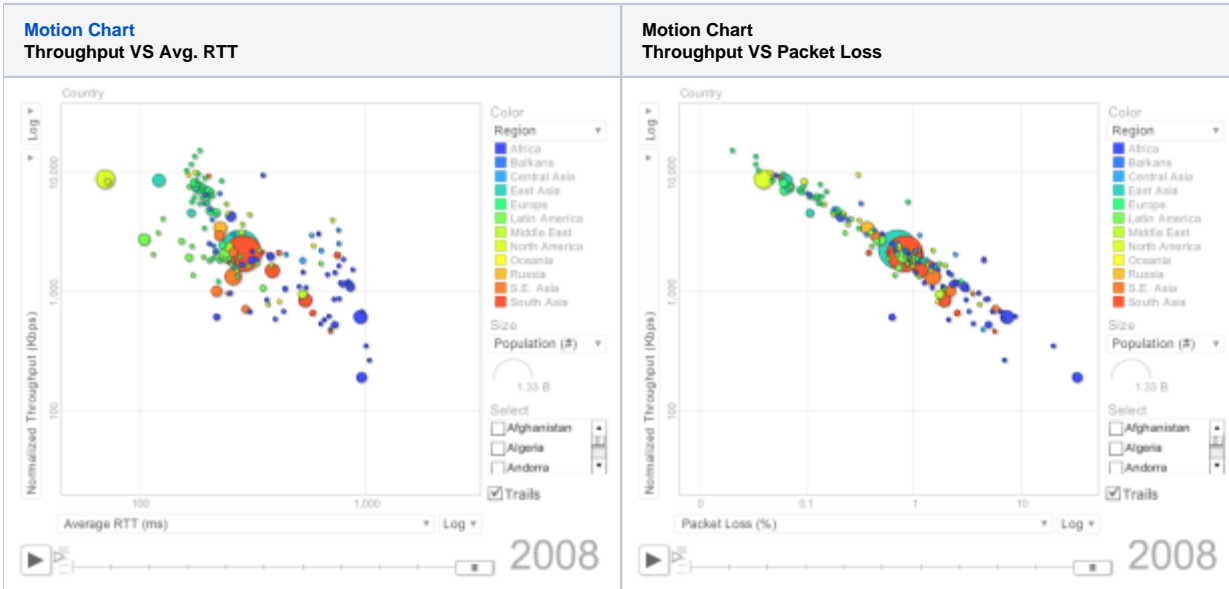 Motion Chart
Throughput VS Avg. RTT
Country
Log
10,000
1,000
100
Normalized Throughput (Kbps)
100
1,000
Average RTT (ms)
Log
Color
Region
Africa
Balkans
Central Asia
East Asia
Europe
Latin America
Middle East
North America
Oceania
Russia
S.E. Asia
South Asia
Size
Population (#)
1.33 B
Select
Afghanistan
Algeria
Andorra
Trails
2008
Motion Chart
Throughput VS Packet Loss
Country
Log
10,000
1,000
100
Normalized Throughput (Kbps)
0
0.1
1
10
Packet Loss (%)
Log
Color
Region
Africa
Balkans
Central Asia
East Asia
Europe
Latin America
Middle East
North America
Oceania
Russia
S.E. Asia
South Asia
Size
Population (#)
1.33 B
Select
Afghanistan
Algeria
Andorra
Trails
2008